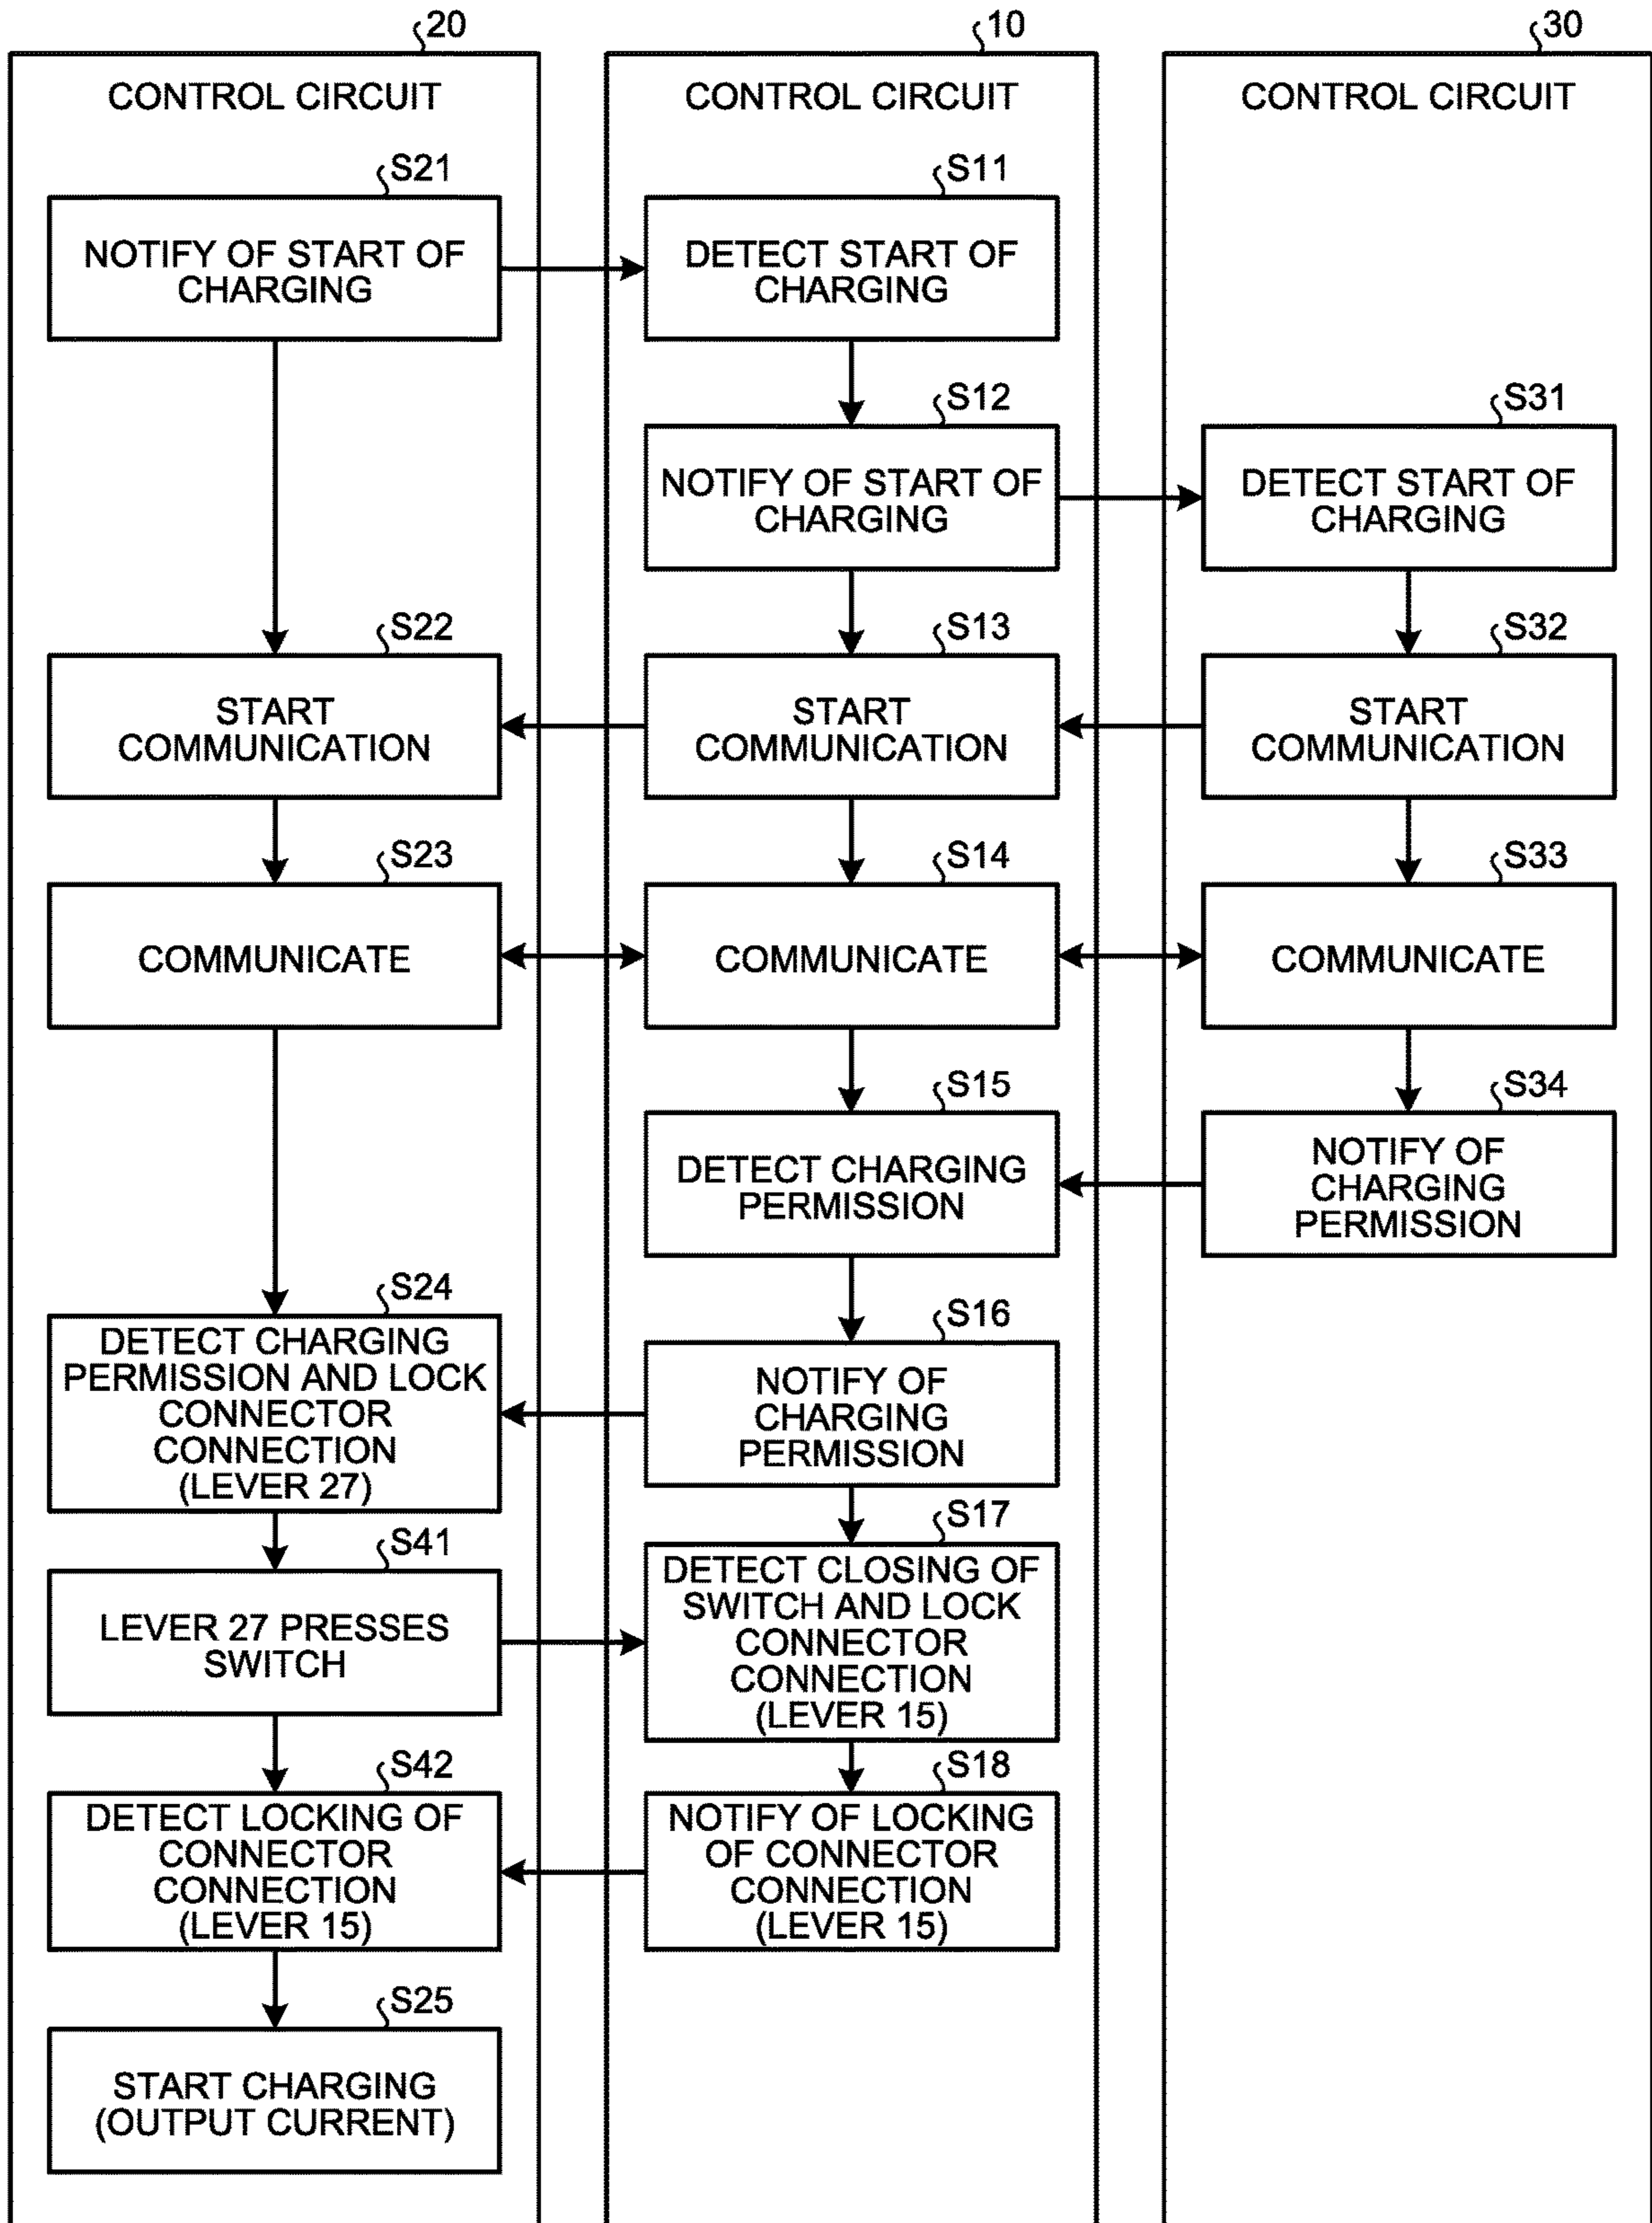 20
10
30
CONTROL CIRCUIT
CONTROL CIRCUIT
CONTROL CIRCUIT
S21
NOTIFY OF START OF
CHARGING
S11
DETECT START OF
CHARGING
S12
NOTIFY OF START OF
CHARGING
S31
DETECT START OF
CHARGING
S22
START
COMMUNICATION
S13
START
COMMUNICATION
S32
START
COMMUNICATION
S23
COMMUNICATE
S14
COMMUNICATE
S33
COMMUNICATE
S15
DETECT CHARGING
PERMISSION
S34
NOTIFY OF
CHARGING
PERMISSION
S24
DETECT CHARGING
PERMISSION AND LOCK
CONNECTOR
CONNECTION
(LEVER 27)
S16
NOTIFY OF
CHARGING
PERMISSION
S41
LEVER 27 PRESSES
SWITCH
S17
DETECT CLOSING OF
SWITCH AND LOCK
CONNECTOR
CONNECTION
(LEVER 15)
S42
DETECT LOCKING OF
CONNECTOR
CONNECTION
(LEVER 15)
S18
NOTIFY OF LOCKING
OF CONNECTOR
CONNECTION
(LEVER 15)
S25
START CHARGING
(OUTPUT CURRENT)